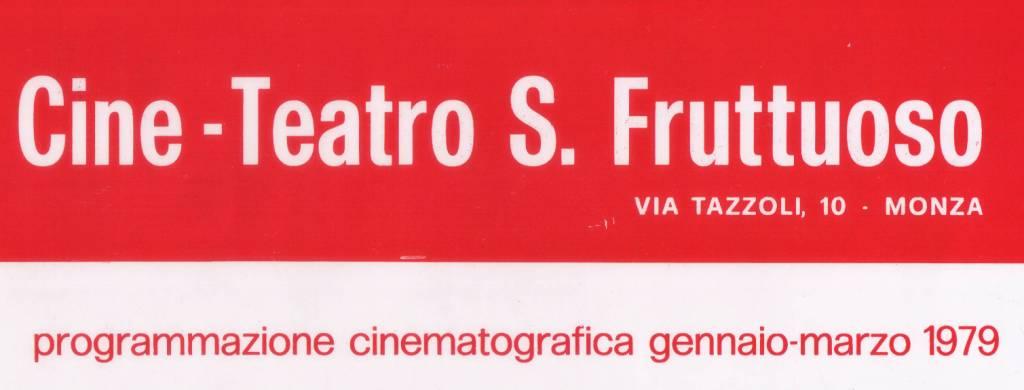 Cine-Teatro S. Fruttuoso
VIA TAZZOLI, 10 - MONZA
programmazione cinematografica gennaio-marzo 1979